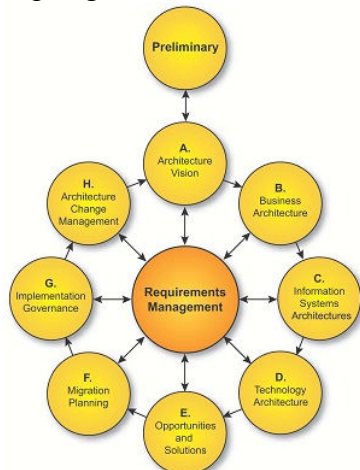 Preliminary
A.
Architecture
Vision
B.
Business
Architecture
C.
Information
Systems
Architectures
D.
Technology
Architecture
E.
Opportunities
and
Solutions
F.
Migration
Planning
G.
Implementation
Governance
H.
Architecture
Change
Management
Requirements
Management